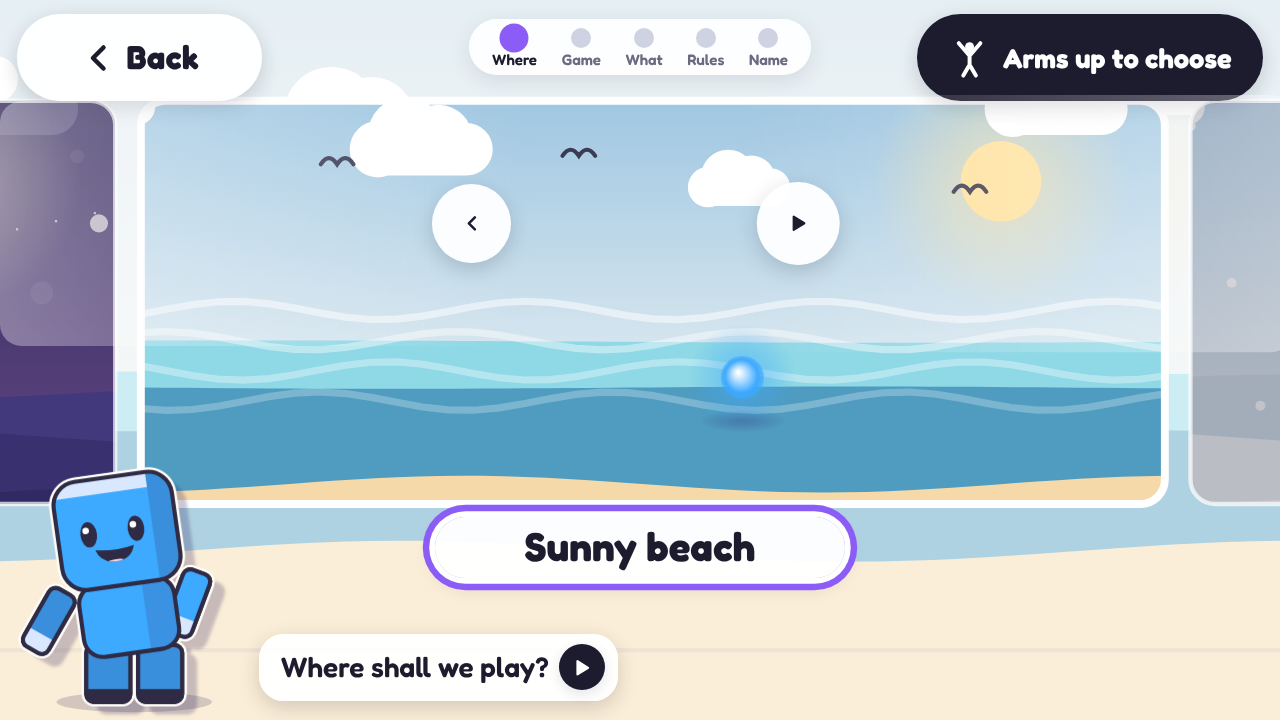 Back
Where
Game
What
Rules
Name
Arms up to choose
Sunny beach
Where shall we play?